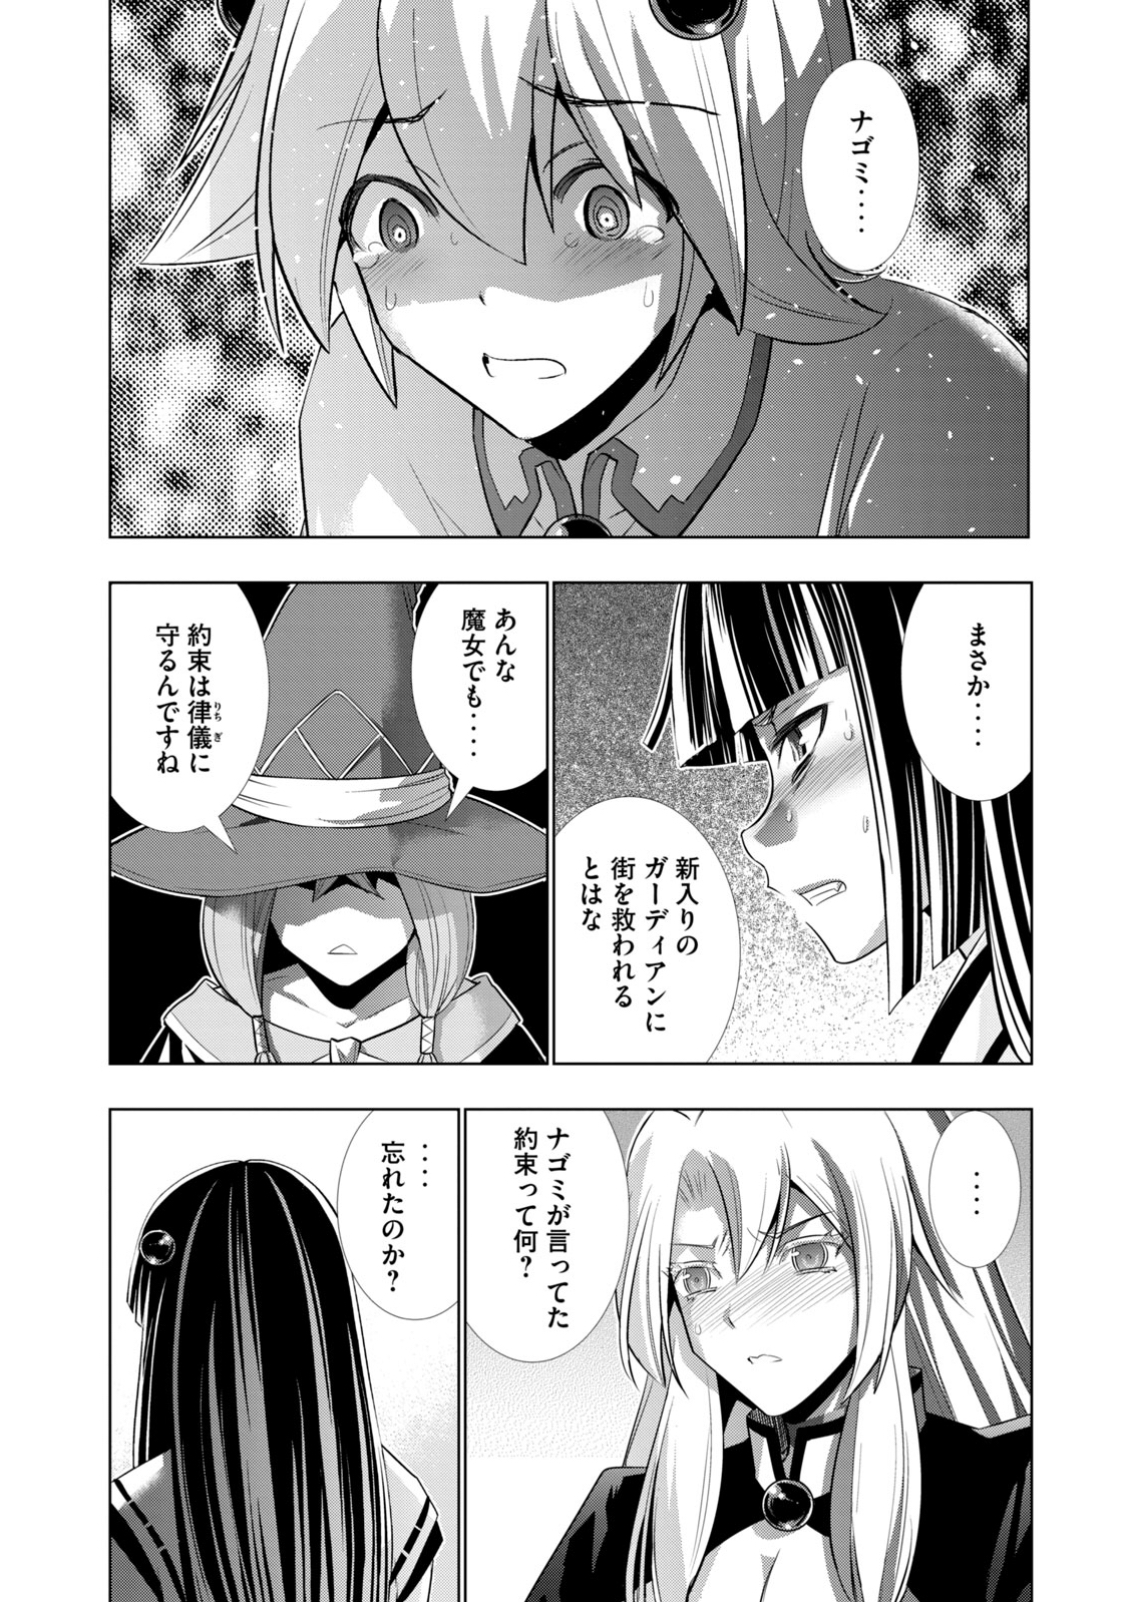 ナゴミ‥‥
まさか‥‥
新入りの
ガーディアンに
街を救われる
とはな
あんな
魔女でも‥‥
約束は律儀に
りちぎ
守るんですね
‥‥
ナゴミが言ってた
約束って何？
‥‥
忘れたのか？